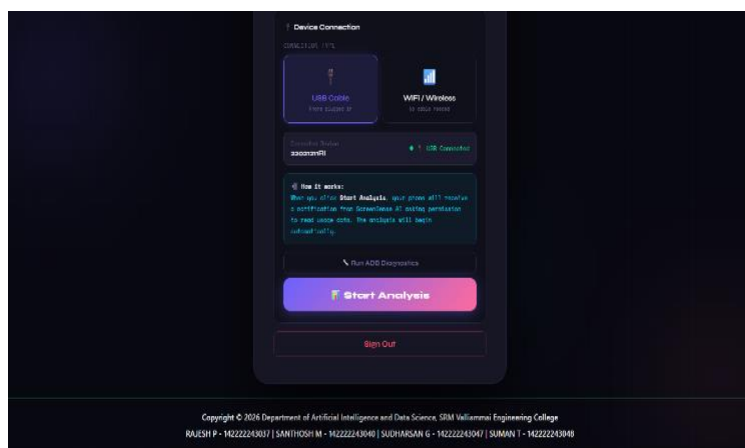 Device Connection
CONNECTION TYPE
USB Cable
WiFi / Wireless
USB Connected
How it works:
When you click Start Analysis, your phone will receive
a notification from ScreenSense AI asking permission
to read usage data. The analysis will begin
automatically.
Run ADB Diagnostics
Start Analysis
Sign Out
Copyright © 2026 Department of Artificial Intelligence and Data Science, SRM Valliammai Engineering College
RAJESH P - 142222243037 | SANTHOSH M - 142222243040 | SUDHARSAN G - 142222243047 | SUMAN T - 142222243048